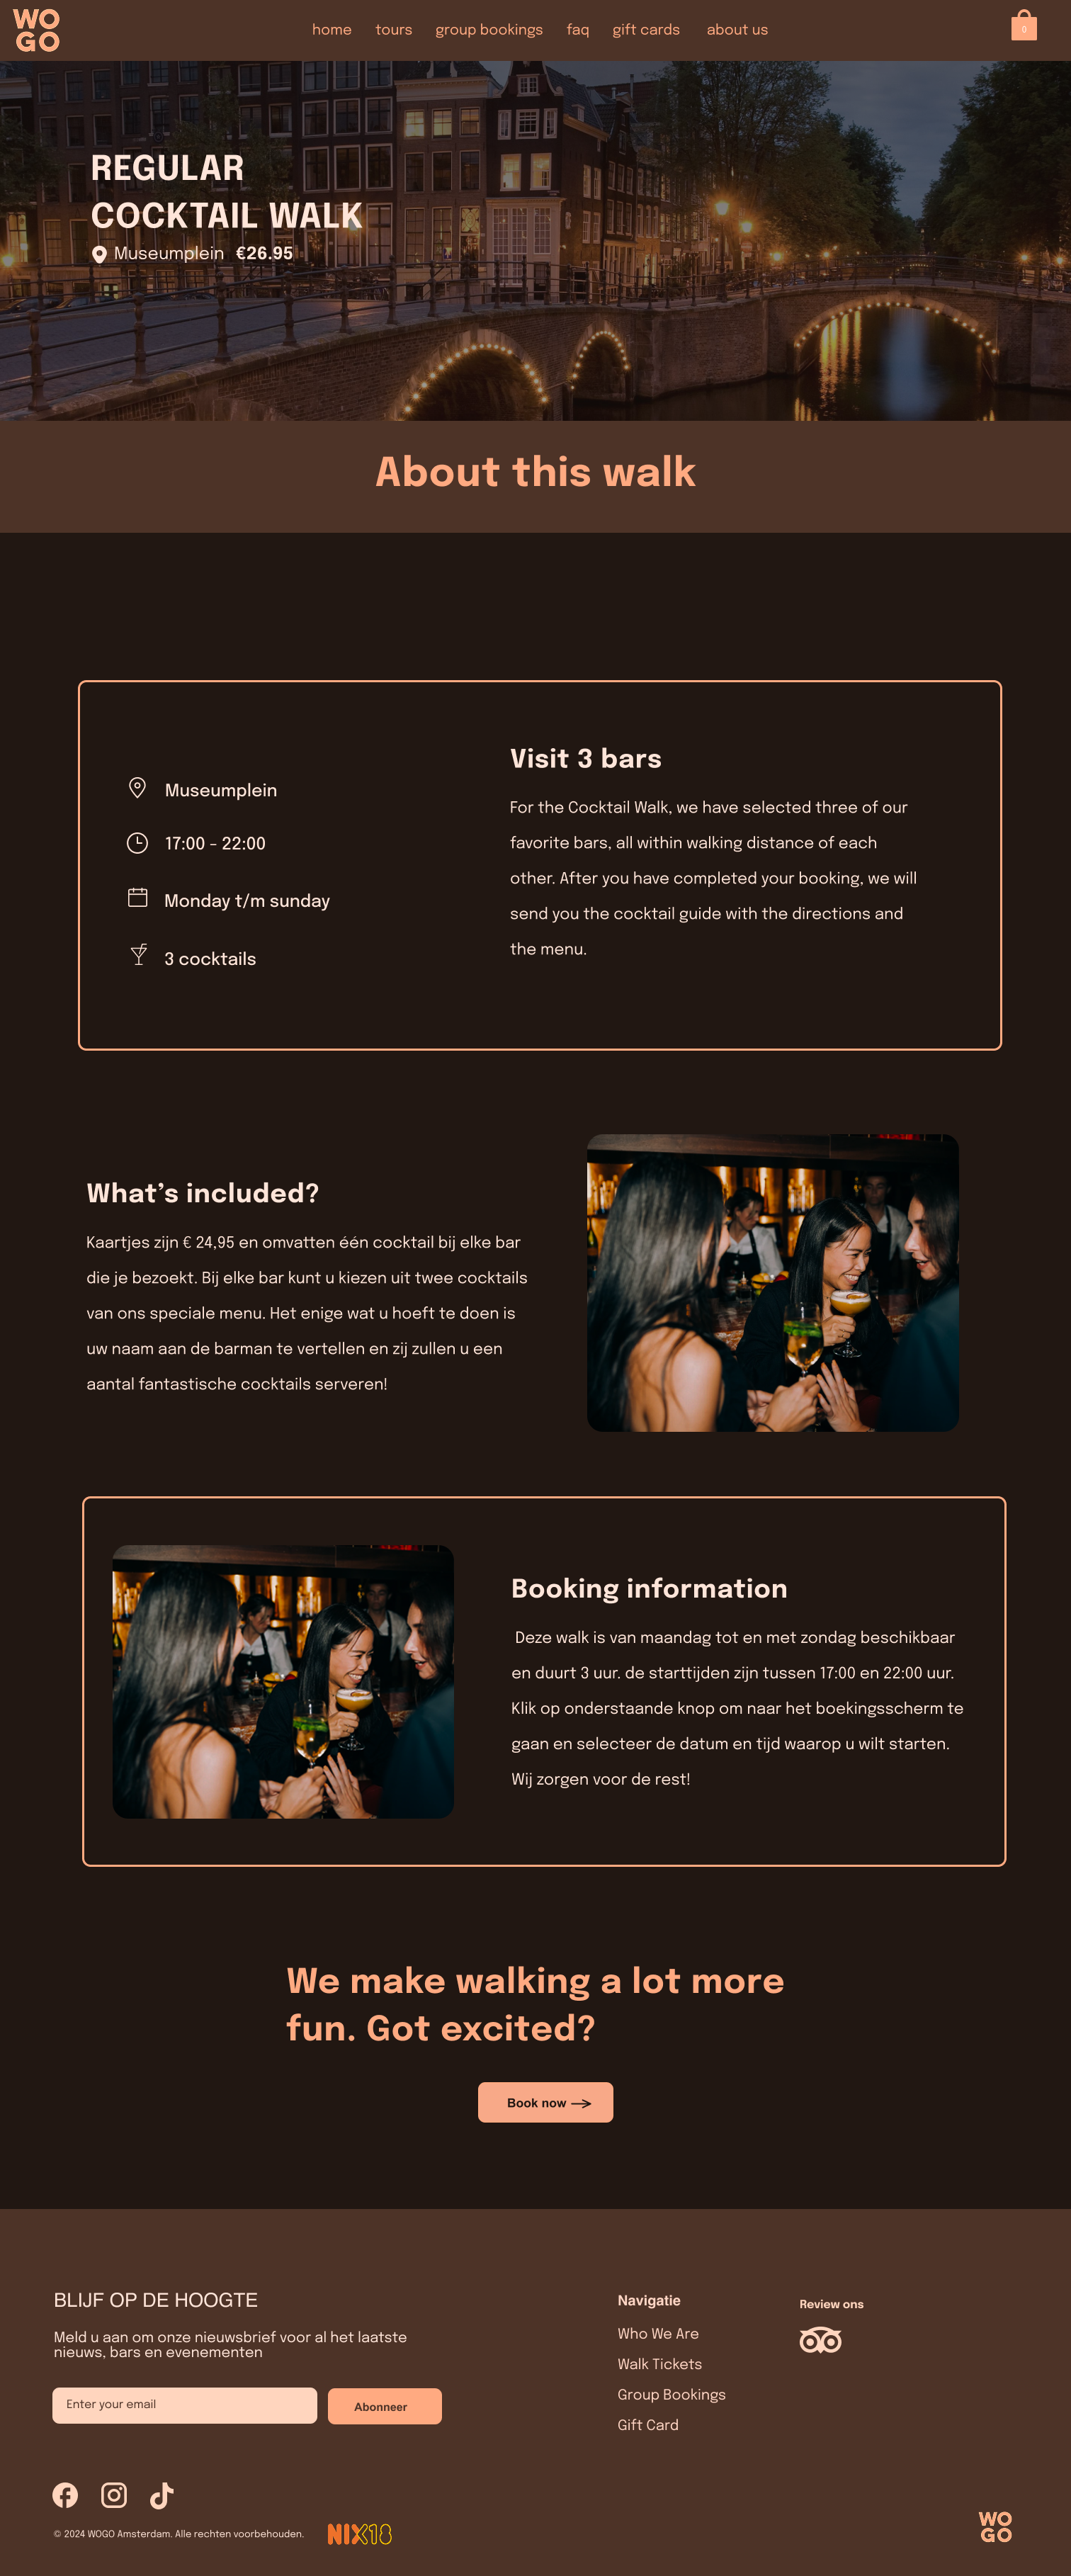 WO
GO
home tours group bookings faq gift cards about us
0
REGULAR
COCKTAIL WALK
Museumplein €26.95
About this walk
Museumplein
17:00 - 22:00
Monday t/m sunday
3 cocktails
Visit 3 bars
For the Cocktail Walk, we have selected three of our
favorite bars, all within walking distance of each
other. After you have completed your booking, we will
send you the cocktail guide with the directions and
the menu.
What’s included?
Kaartjes zijn € 24,95 en omvatten één cocktail bij elke bar
die je bezoekt. Bij elke bar kunt u kiezen uit twee cocktails
van ons speciale menu. Het enige wat u hoeft te doen is
uw naam aan de barman te vertellen en zij zullen u een
aantal fantastische cocktails serveren!
Booking information
Deze walk is van maandag tot en met zondag beschikbaar
en duurt 3 uur. de starttijden zijn tussen 17:00 en 22:00 uur.
Klik op onderstaande knop om naar het boekingsscherm te
gaan en selecteer de datum en tijd waarop u wilt starten.
Wij zorgen voor de rest!
We make walking a lot more
fun. Got excited?
Book now
BLIJF OP DE HOOGTE
Meld u aan om onze nieuwsbrief voor al het laatste
nieuws, bars en evenementen
Enter your email
Abonneer
Navigatie
Who We Are
Walk Tickets
Group Bookings
Gift Card
Review ons
© 2024 WOGO Amsterdam. Alle rechten voorbehouden.
NIX18
WO
GO